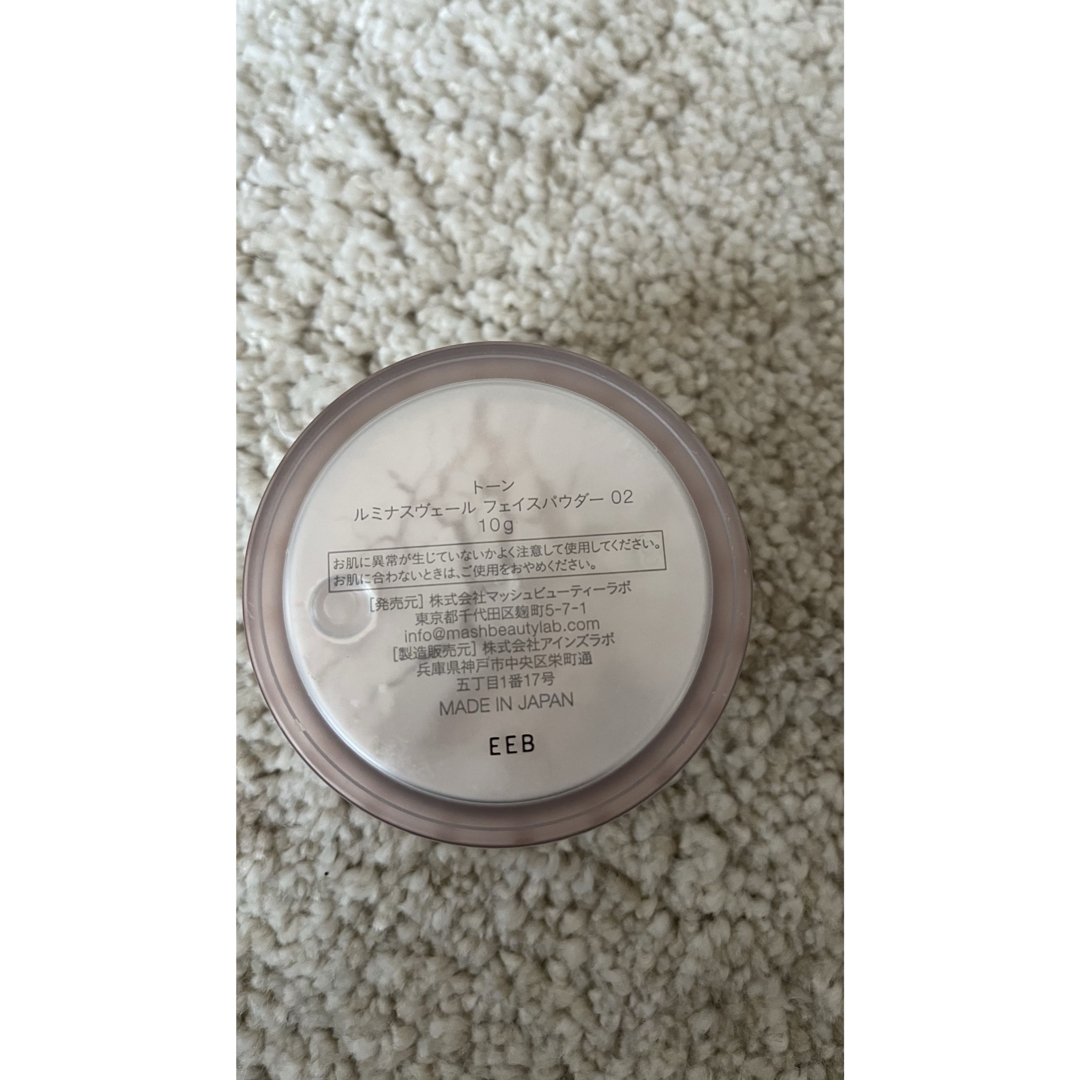 トーン
ルミナスヴェール フェイスパウダー 02
10g
お肌に異常が生じていないかよく注意して使用してください。
お肌に合わないときは、ご使用をおやめください。
[発売元] 株式会社マッシュビューティーラボ
東京都千代田区麹町5-7-1
info@mashbeautylab.com
[製造販売元] 株式会社アインズラボ
兵庫県神戸市中央区栄町通
五丁目1番17号
MADE IN JAPAN
EEB